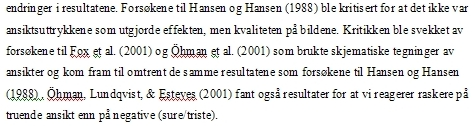 endringer i resultatene. Forsøkene til Hansen og Hansen (1988) ble kritisert for at det ikke var
ansiktsuttrykkene som utgjorde effekten, men kvaliteten på bildene. Kritikken ble svekket av
forsøkene til Fox et al. (2001) og Öhman et al. (2001) som brukte skjematiske tegninger av
ansikter og kom fram til omtrent de samme resultatene som forsøkene til Hansen og Hansen
(1988). Öhman, Lundqvist, & Esteves (2001) fant også resultater for at vi reagerer raskere på
truende ansikt enn på negative (sure/triste).